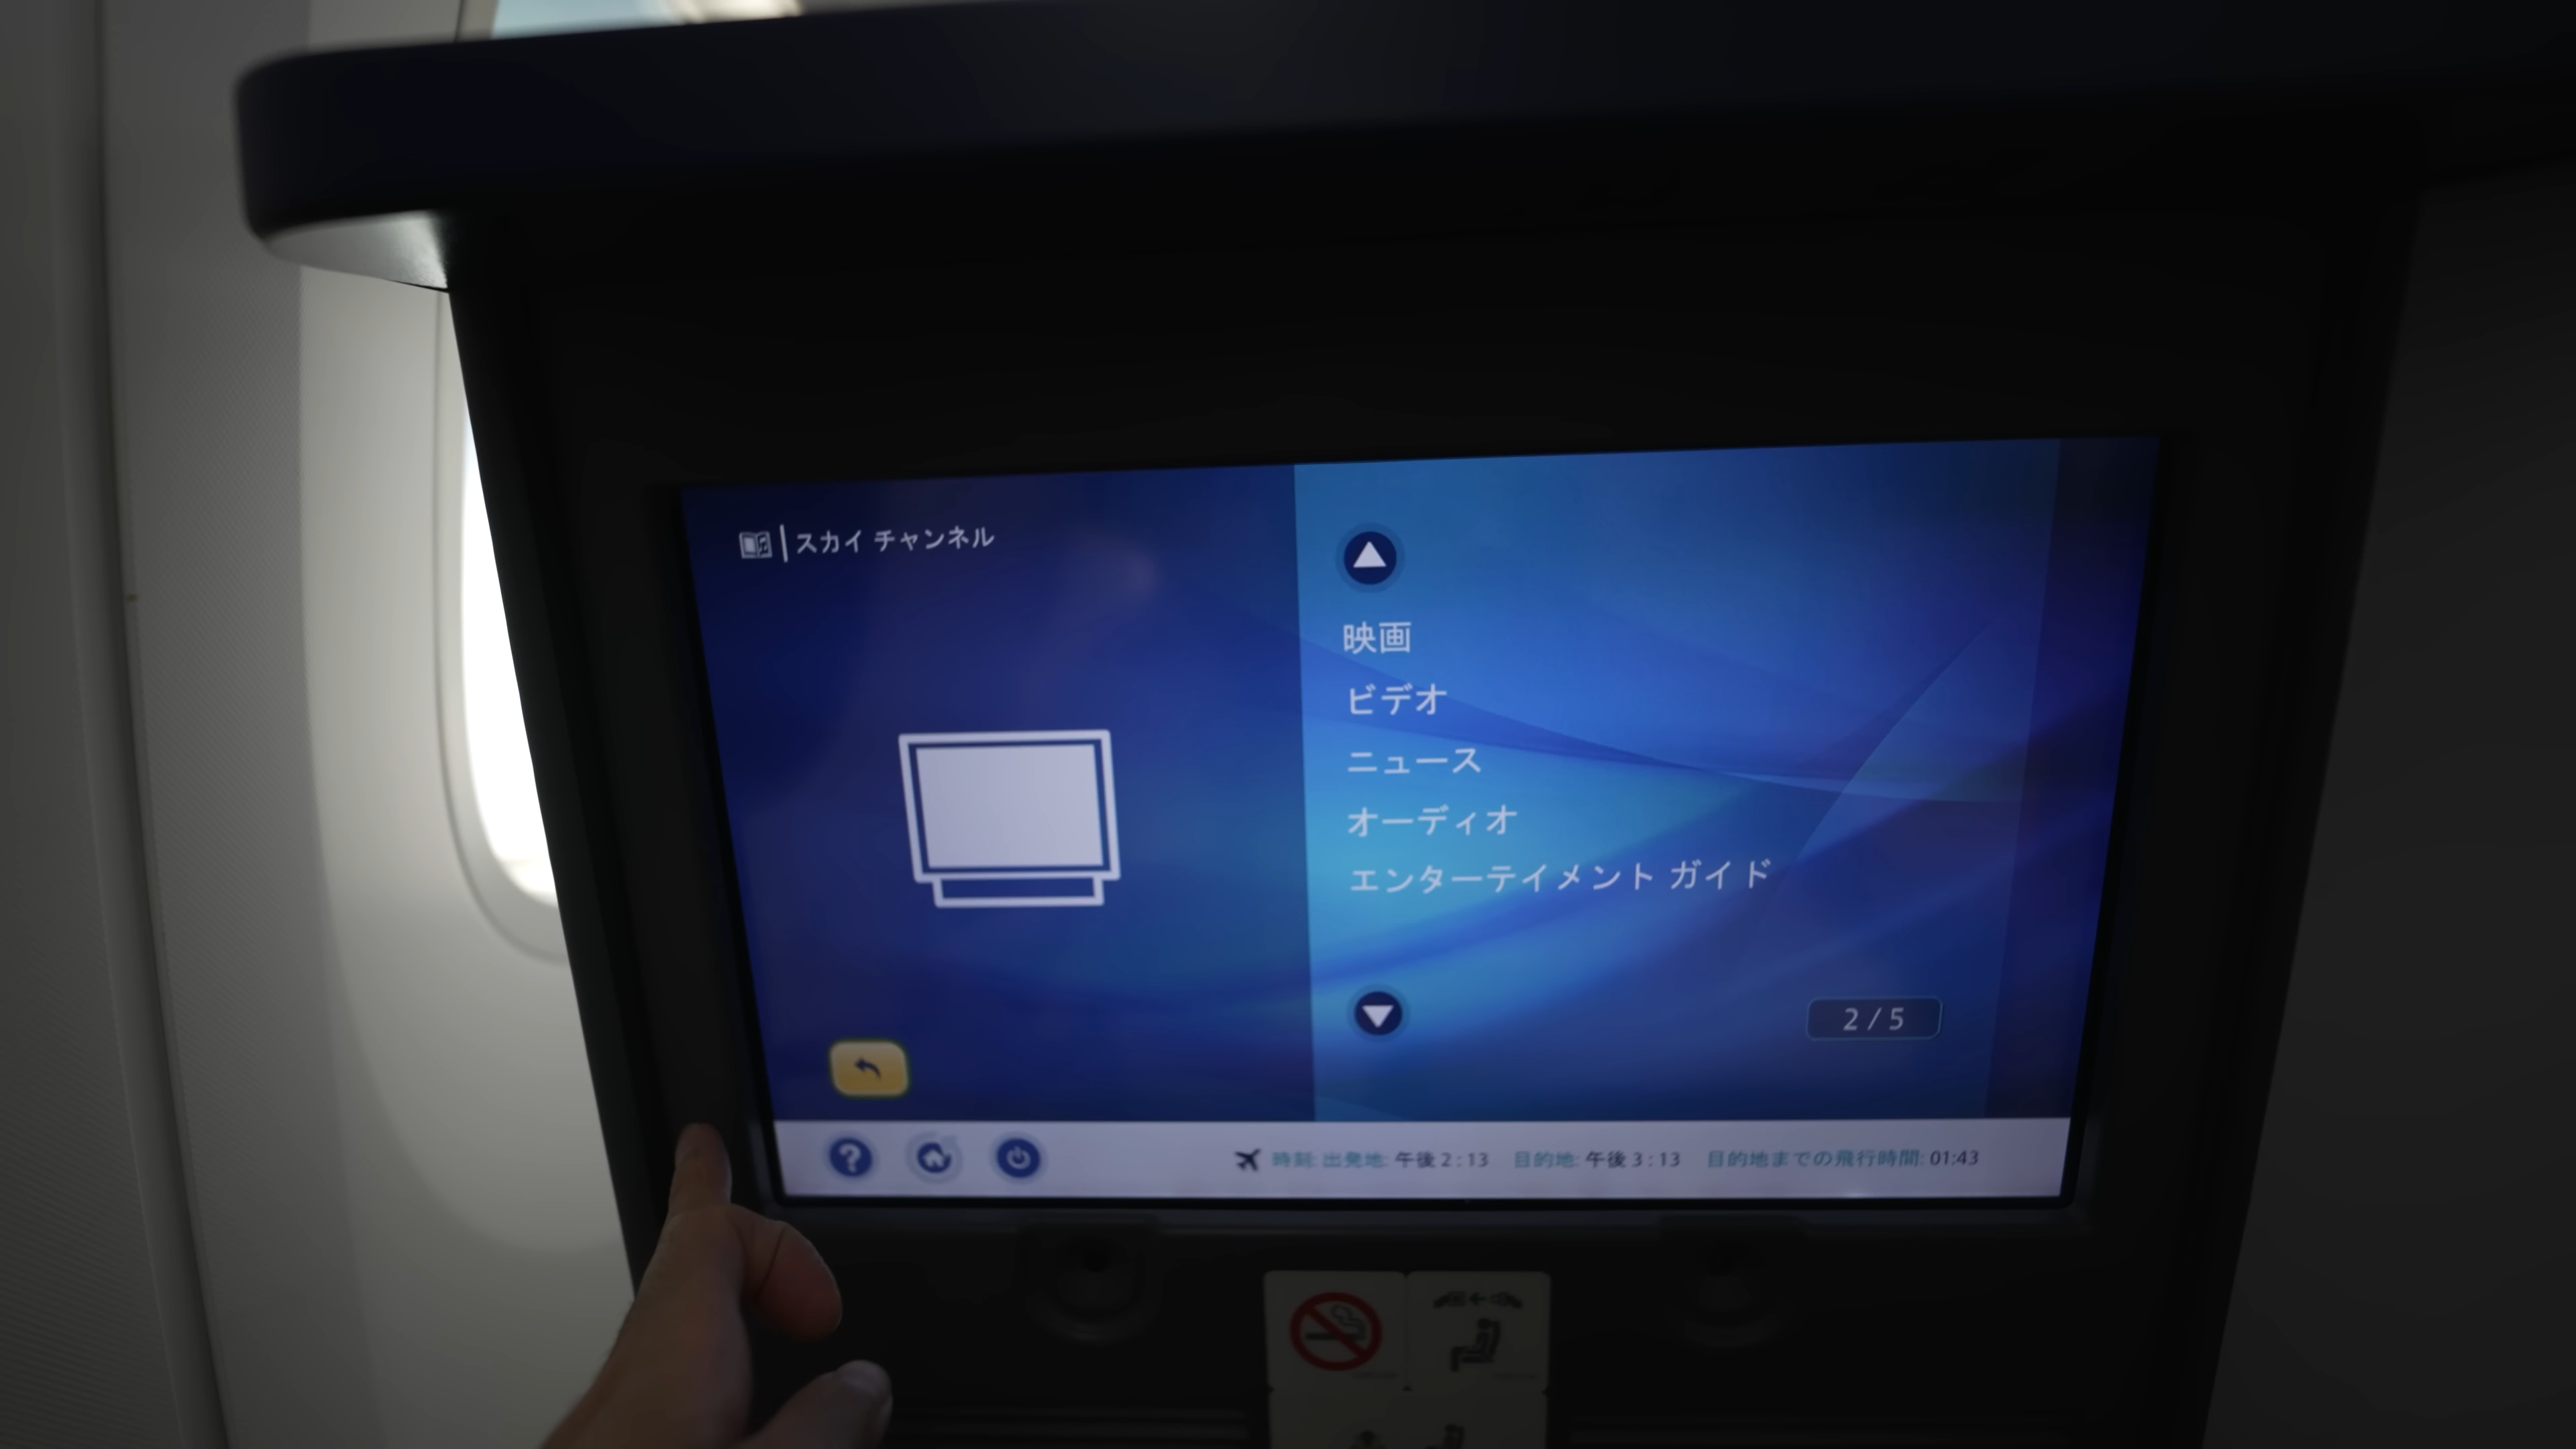 スカイ チャンネル
映画
ビデオ
ニュース
オーディオ
エンターテイメント ガイド
2 / 5
?
時刻: 出発地: 午後 2 : 13 目的地: 午後 3 : 13 目的地までの飛行時間: 01:43